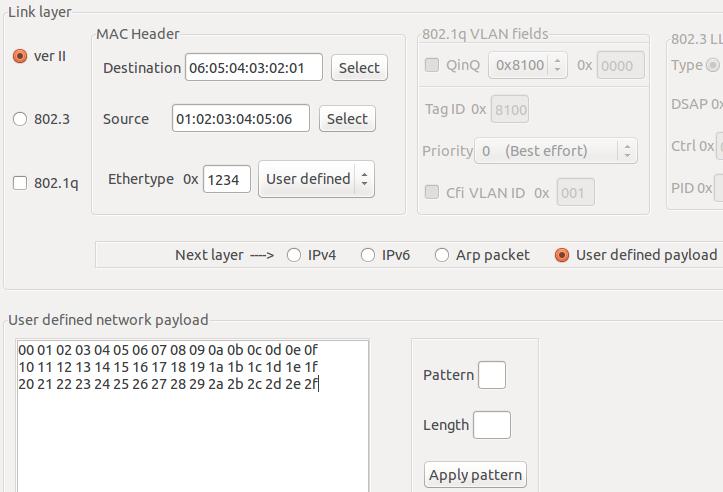 Link layer
ver II
802.3
802.1q
MAC Header
Destination 06:05:04:03:02:01 Select
Source 01:02:03:04:05:06 Select
Ethertype 0x 1234 User defined
802.1q VLAN fields
QinQ 0x8100 0x 0000
Tag ID 0x 8100
Priority 0 (Best effort)
Cfi VLAN ID 0x 001
802.3 LL
Type
DSAP 0x
Ctrl 0x
PID 0x
Next layer ----> IPv4 IPv6 Arp packet User defined payload
User defined network payload
00 01 02 03 04 05 06 07 08 09 0a 0b 0c 0d 0e 0f
10 11 12 13 14 15 16 17 18 19 1a 1b 1c 1d 1e 1f
20 21 22 23 24 25 26 27 28 29 2a 2b 2c 2d 2e 2f
Pattern
Length
Apply pattern